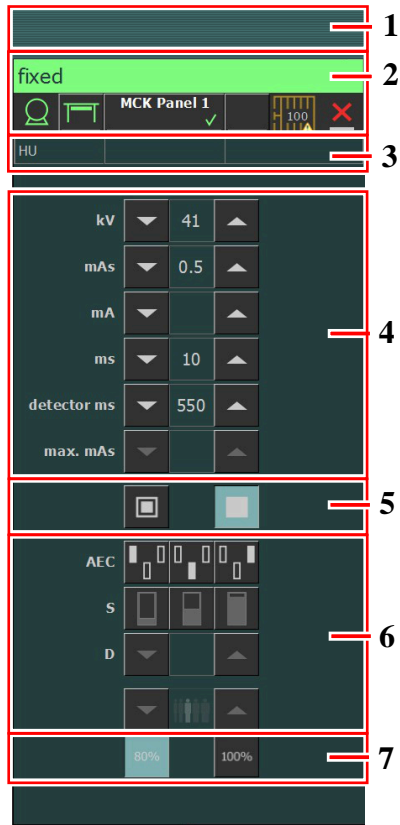 1
fixed
2
MCK Panel 1
100
HU
3
kV 41
mAs 0.5
mA
4
ms 10
detector ms 550
max. mAs
5
AEC
S
6
D
80% 100%
7